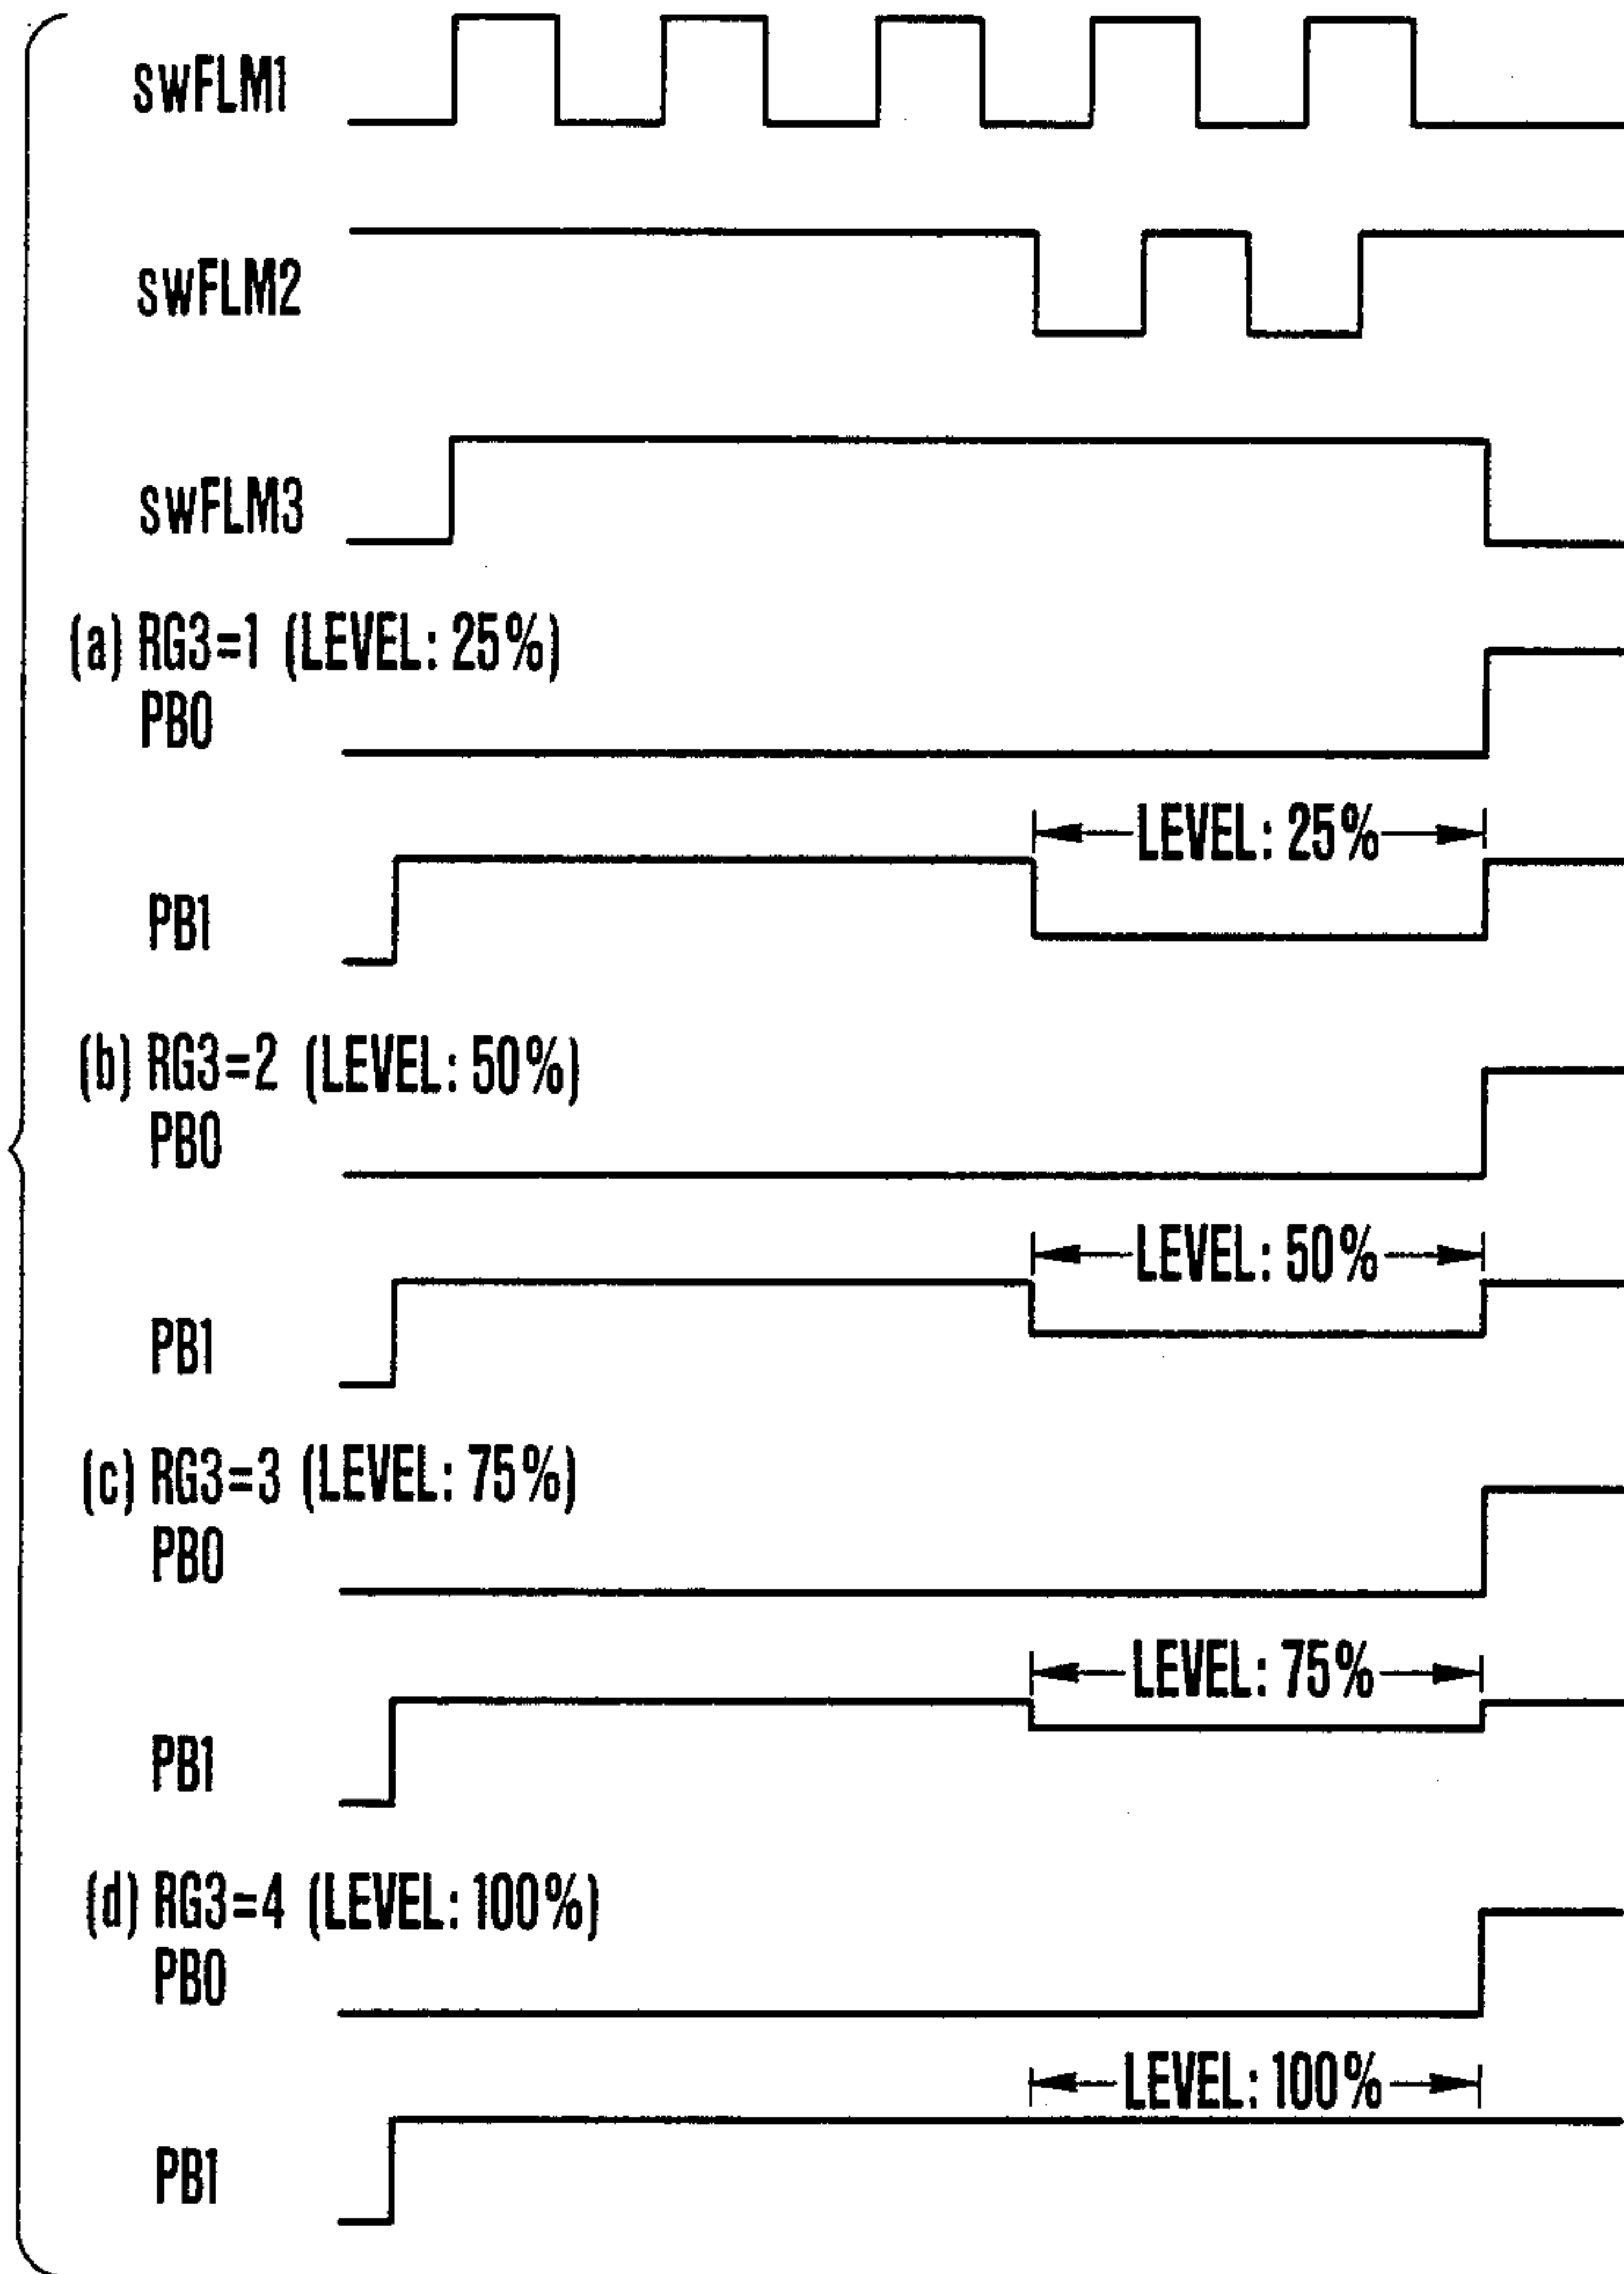 swFLM1
swFLM2
swFLM3
(a) RG3=1 (LEVEL: 25%)
PB0
LEVEL: 25%
PB1
(b) RG3=2 (LEVEL: 50%)
PB0
LEVEL: 50%
PB1
(c) RG3=3 (LEVEL: 75%)
PB0
LEVEL: 75%
PB1
(d) RG3=4 (LEVEL: 100%)
PB0
LEVEL: 100%
PB1